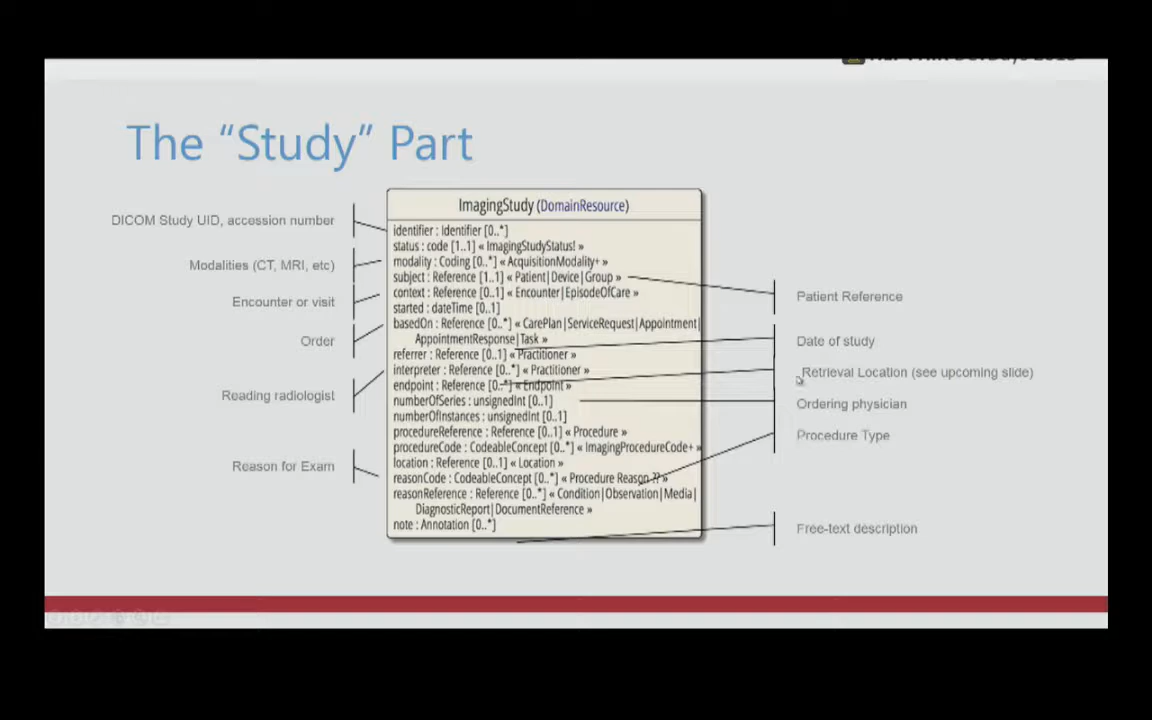 The “Study” Part
DICOM Study UID, accession number
Modalities (CT, MRI, etc)
Encounter or visit
Order
Reading radiologist
Reason for Exam
ImagingStudy (DomainResource)
identifier : Identifier [0..*]
status : code [1..1] « ImagingStudyStatus! »
modality : Coding [0..*] « AcquisitionModality+ »
subject : Reference [1..1] « Patient|Device|Group »
context : Reference [0..1] « Encounter|EpisodeOfCare »
started : dateTime [0..1]
basedOn : Reference [0..*] « CarePlan|ServiceRequest|Appointment|
AppointmentResponse|Task »
referrer : Reference [0..1] « Practitioner »
interpreter : Reference [0..*] « Practitioner »
endpoint : Reference [0..*] « Endpoint »
numberOfSeries : unsignedInt [0..1]
numberOfInstances : unsignedInt [0..1]
procedureReference : Reference [0..1] « Procedure »
procedureCode : CodeableConcept [0..*] « ImagingProcedureCode+ »
location : Reference [0..1] « Location »
reasonCode : CodeableConcept [0..*] « Procedure Reason ?? »
reasonReference : Reference [0..*] « Condition|Observation|Media|
DiagnosticReport|DocumentReference »
note : Annotation [0..*]
Patient Reference
Date of study
Retrieval Location (see upcoming slide)
Ordering physician
Procedure Type
Free-text description